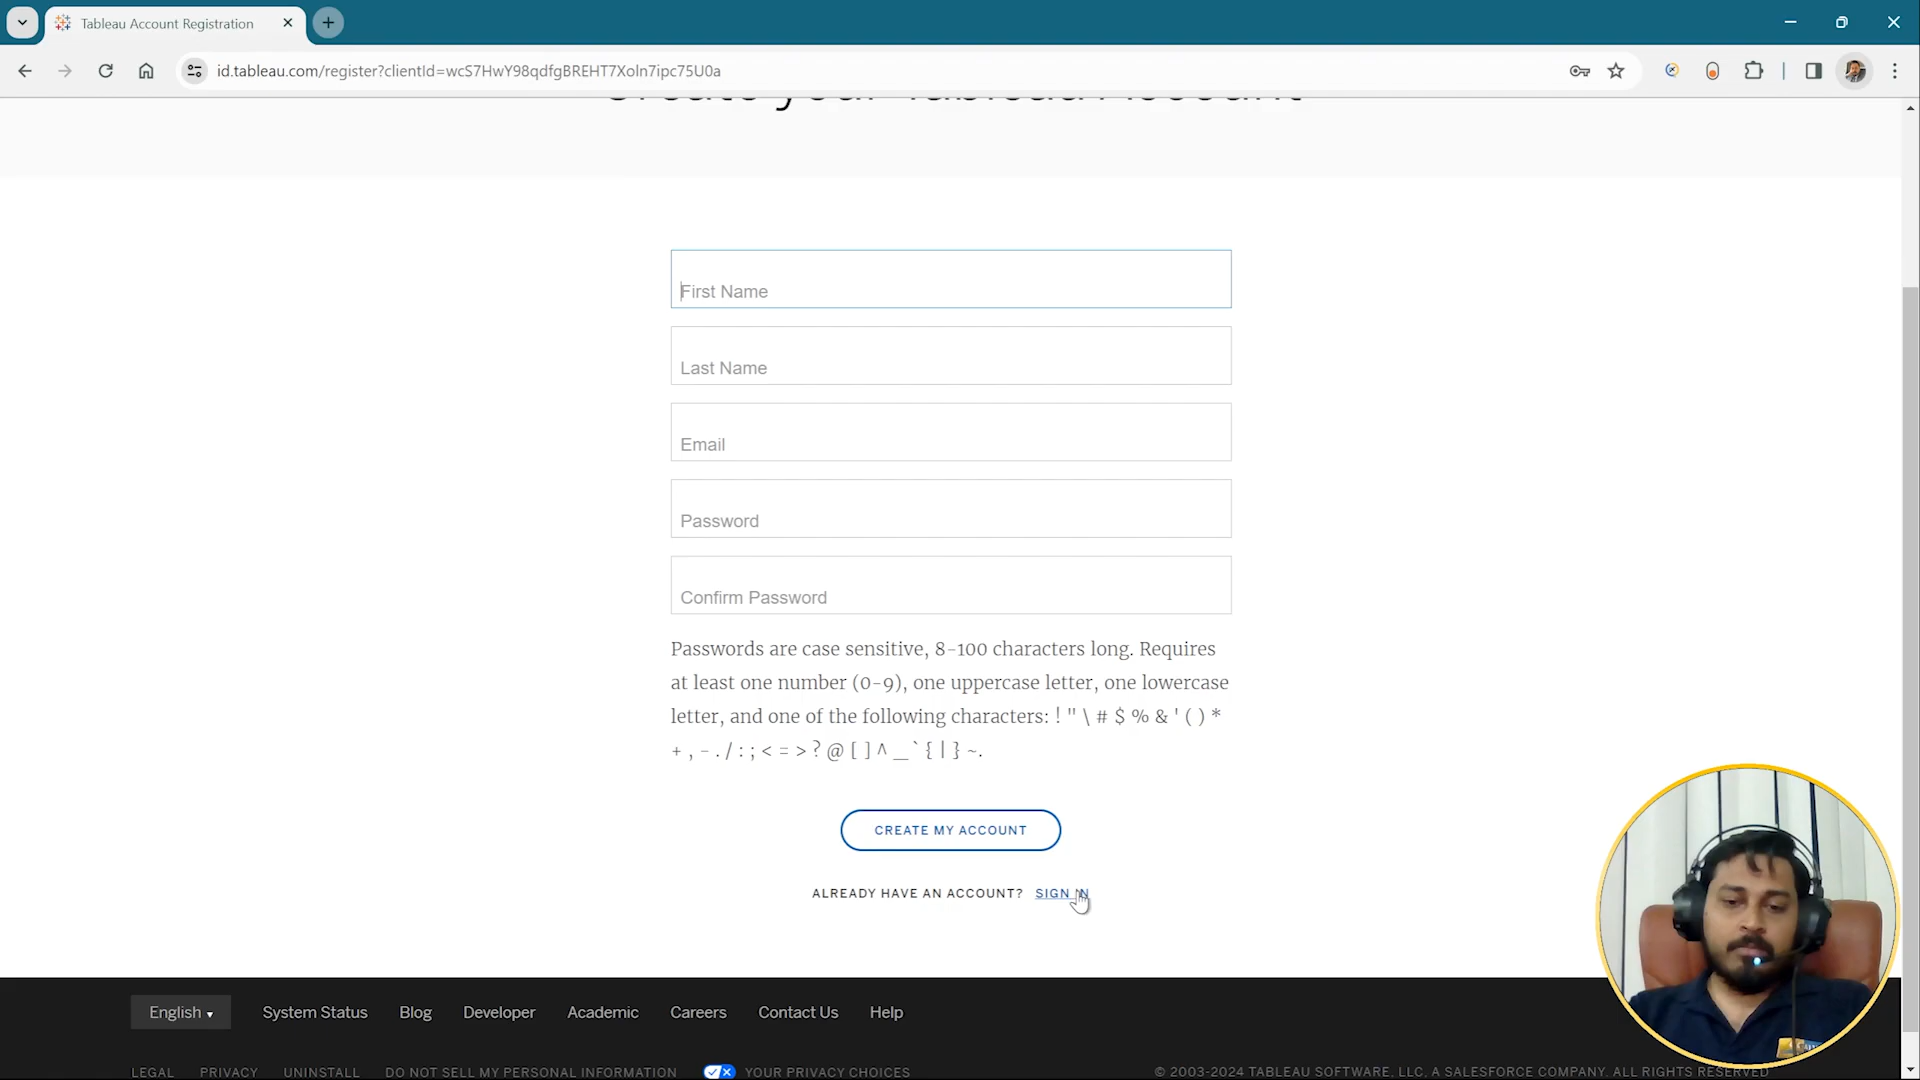 Tableau Account Registration
id.tableau.com/register?clientId=wcS7HwY98qdfgBREHT7Xoln7ipc75U0a
Create your Tableau Account
First Name
Last Name
Email
Password
Confirm Password
Passwords are case sensitive, 8-100 characters long. Requires
at least one number (0-9), one uppercase letter, one lowercase
letter, and one of the following characters: ! " \ # $ % & ' ( ) *
+ , - . / : ; < = > ? @ [ ] ^ _ ` { | } ~.
CREATE MY ACCOUNT
ALREADY HAVE AN ACCOUNT? SIGN IN
English ▾ System Status Blog Developer Academic Careers Contact Us Help
LEGAL PRIVACY UNINSTALL DO NOT SELL MY PERSONAL INFORMATION YOUR PRIVACY CHOICES © 2003-2024 TABLEAU SOFTWARE, LLC, A SALESFORCE COMPANY. ALL RIGHTS RESERVED